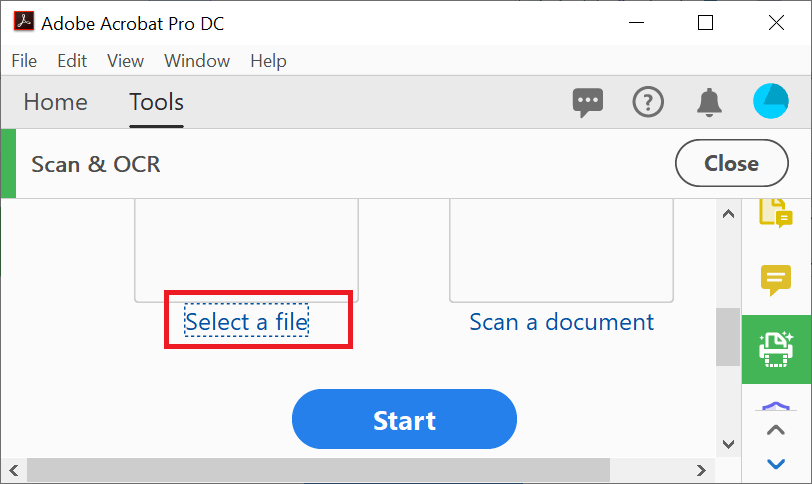 Adobe Acrobat Pro DC
File Edit View Window Help
Home Tools
Scan & OCR Close
Select a file Scan a document
Start